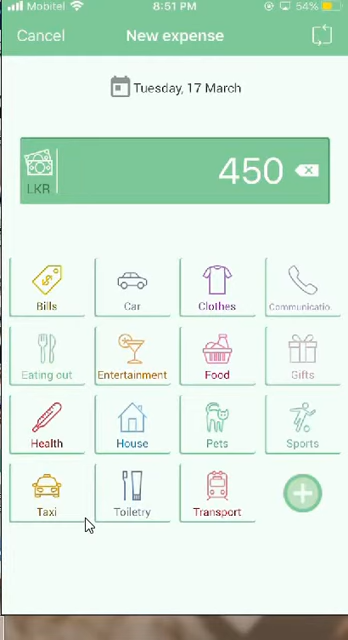 Mobitel 8:51 PM 54%
Cancel New expense
Tuesday, 17 March
450
LKR
Bills Car Clothes Communicatio...
Eating out Entertainment Food Gifts
Health House Pets Sports
Taxi Toiletry Transport